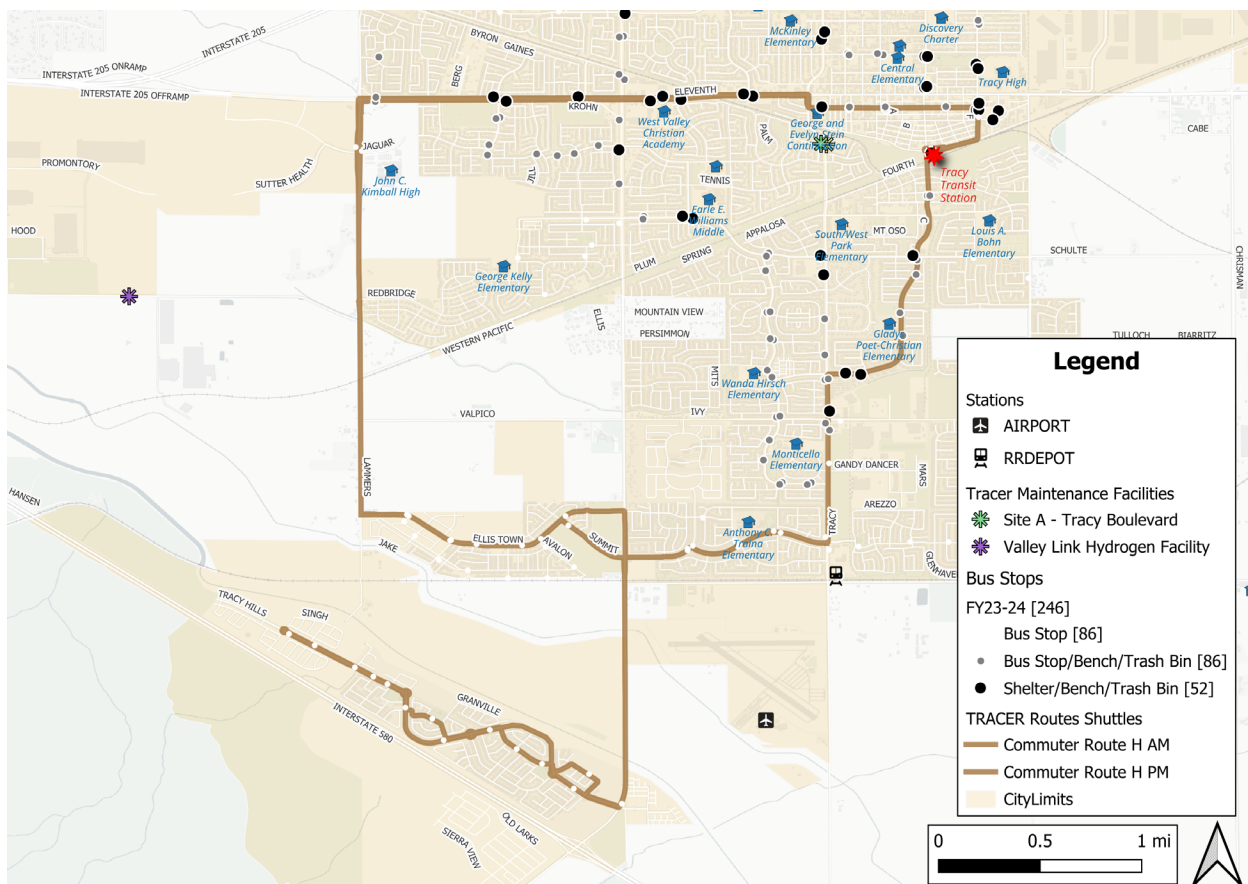 INTERSTATE 205
BYRON
GAINES
BERG
McKinley
Elementary
Discovery
Charter
Central
Elementary
Tracy High
INTERSTATE 205 ONRAMP
INTERSTATE 205 OFFRAMP
ELEVENTH
KROHN
West Valley
Christian
Academy
PALM
George and
Evelyn Stein
A
B
F
CABE
JAGUAR
PROMONTORY
SUTTER HEALTH
John C.
Kimball High
JILL
TENNIS
FOURTH
Tracy
Transit
Station
Earle E.
Williams
Middle
HOOD
APPALOSA
South/West
Park
Elementary
MT OSO
C
Louis A.
Bohn
Elementary
SCHULTE
CHRISMAN
PLUM
SPRING
George Kelly
Elementary
REDBRIDGE
WESTERN PACIFIC
ELLIS
MOUNTAIN VIEW
PERSIMMON
Poet-Christian
Elementary
TULLOCH
BIARRITZ
MITS
Wanda Hirsch
Elementary
VALPICO
IVY
Monticello
Elementary
GANDY DANCER
MARS
LAMMERS
AREZZO
HANSEN
TRACY
JAKE
ELLIS TOWN
AVALON
SUMMIT
Anthony C.
Traina
Elementary
GLENHAVEN
TRACY HILLS
SINGH
GRANVILLE
INTERSTATE 580
OLD LARKS
SIERRA VIEW
Legend
Stations
AIRPORT
RRDEPOT
Tracer Maintenance Facilities
Site A - Tracy Boulevard
Valley Link Hydrogen Facility
Bus Stops
FY23-24 [246]
Bus Stop [86]
Bus Stop/Bench/Trash Bin [86]
Shelter/Bench/Trash Bin [52]
TRACER Routes Shuttles
Commuter Route H AM
Commuter Route H PM
CityLimits
0 0.5 1 mi